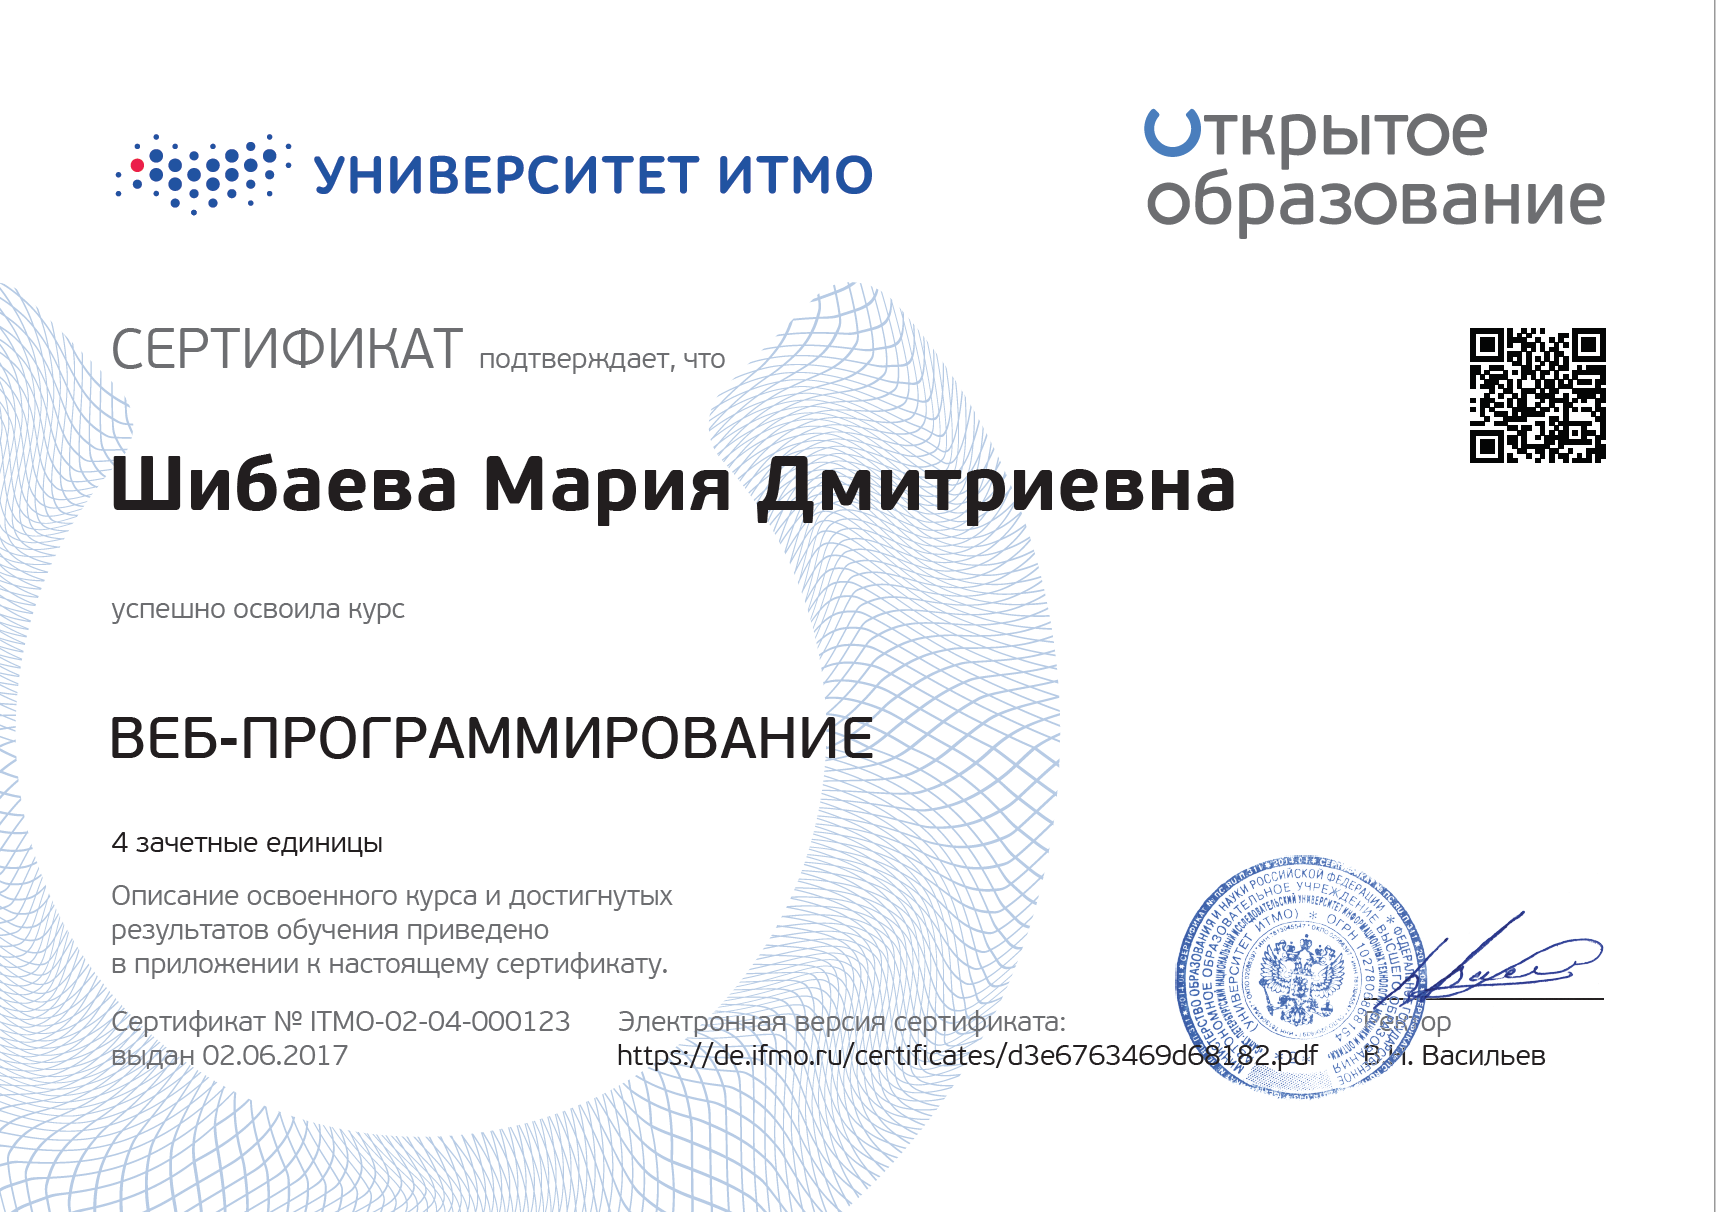 УНИВЕРСИТЕТ ИТМО
Открытое
образование
СЕРТИФИКАТ подтверждает, что
Шибаева Мария Дмитриевна
успешно освоила курс
ВЕБ-ПРОГРАММИРОВАНИЕ
4 зачетные единицы
Описание освоенного курса и достигнутых
результатов обучения приведено
в приложении к настоящему сертификату.
Сертификат № ITMO-02-04-000123
выдан 02.06.2017
Электронная версия сертификата:
https://de.ifmo.ru/certificates/d3e6763469d68182.pdf
Ректор
В.Н. Васильев